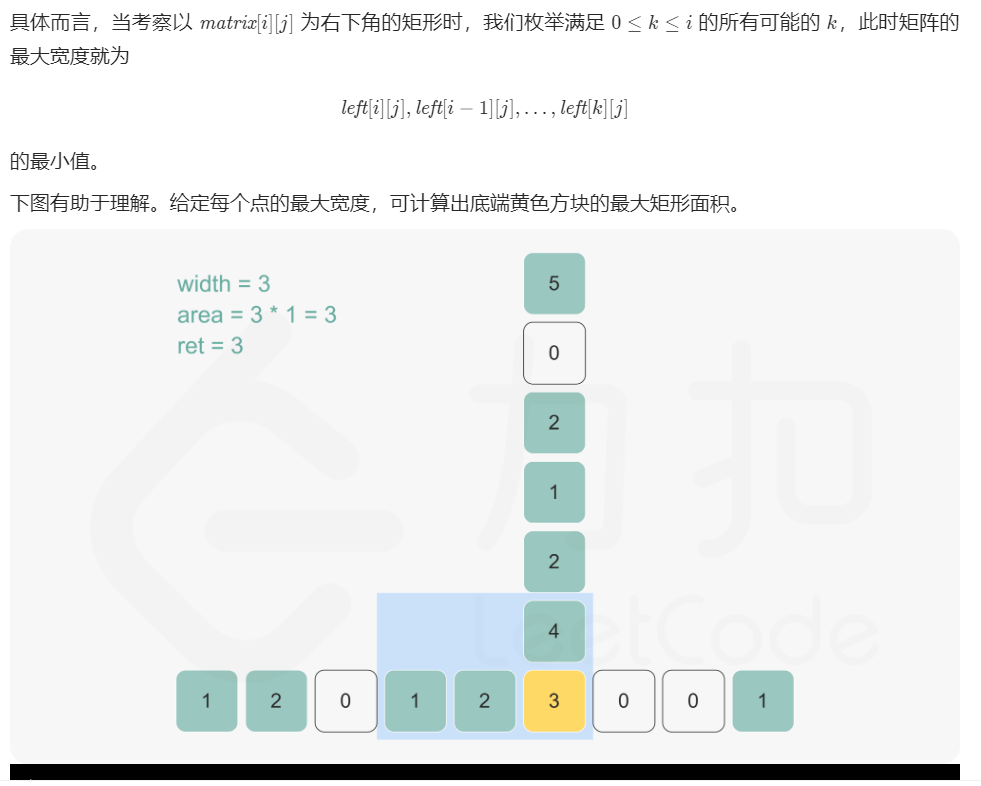 具体而言，当考察以 matrix[i][j] 为右下角的矩形时，我们枚举满足 0 ≤ k ≤ i 的所有可能的 k，此时矩阵的
最大宽度就为
left[i][j], left[i − 1][j], . . . , left[k][j]
的最小值。
下图有助于理解。给定每个点的最大宽度，可计算出底端黄色方块的最大矩形面积。
width = 3
area = 3 * 1 = 3
ret = 3
5
0
2
1
2
4
1 2 0 1 2 3 0 0 1
力扣
LeetCode